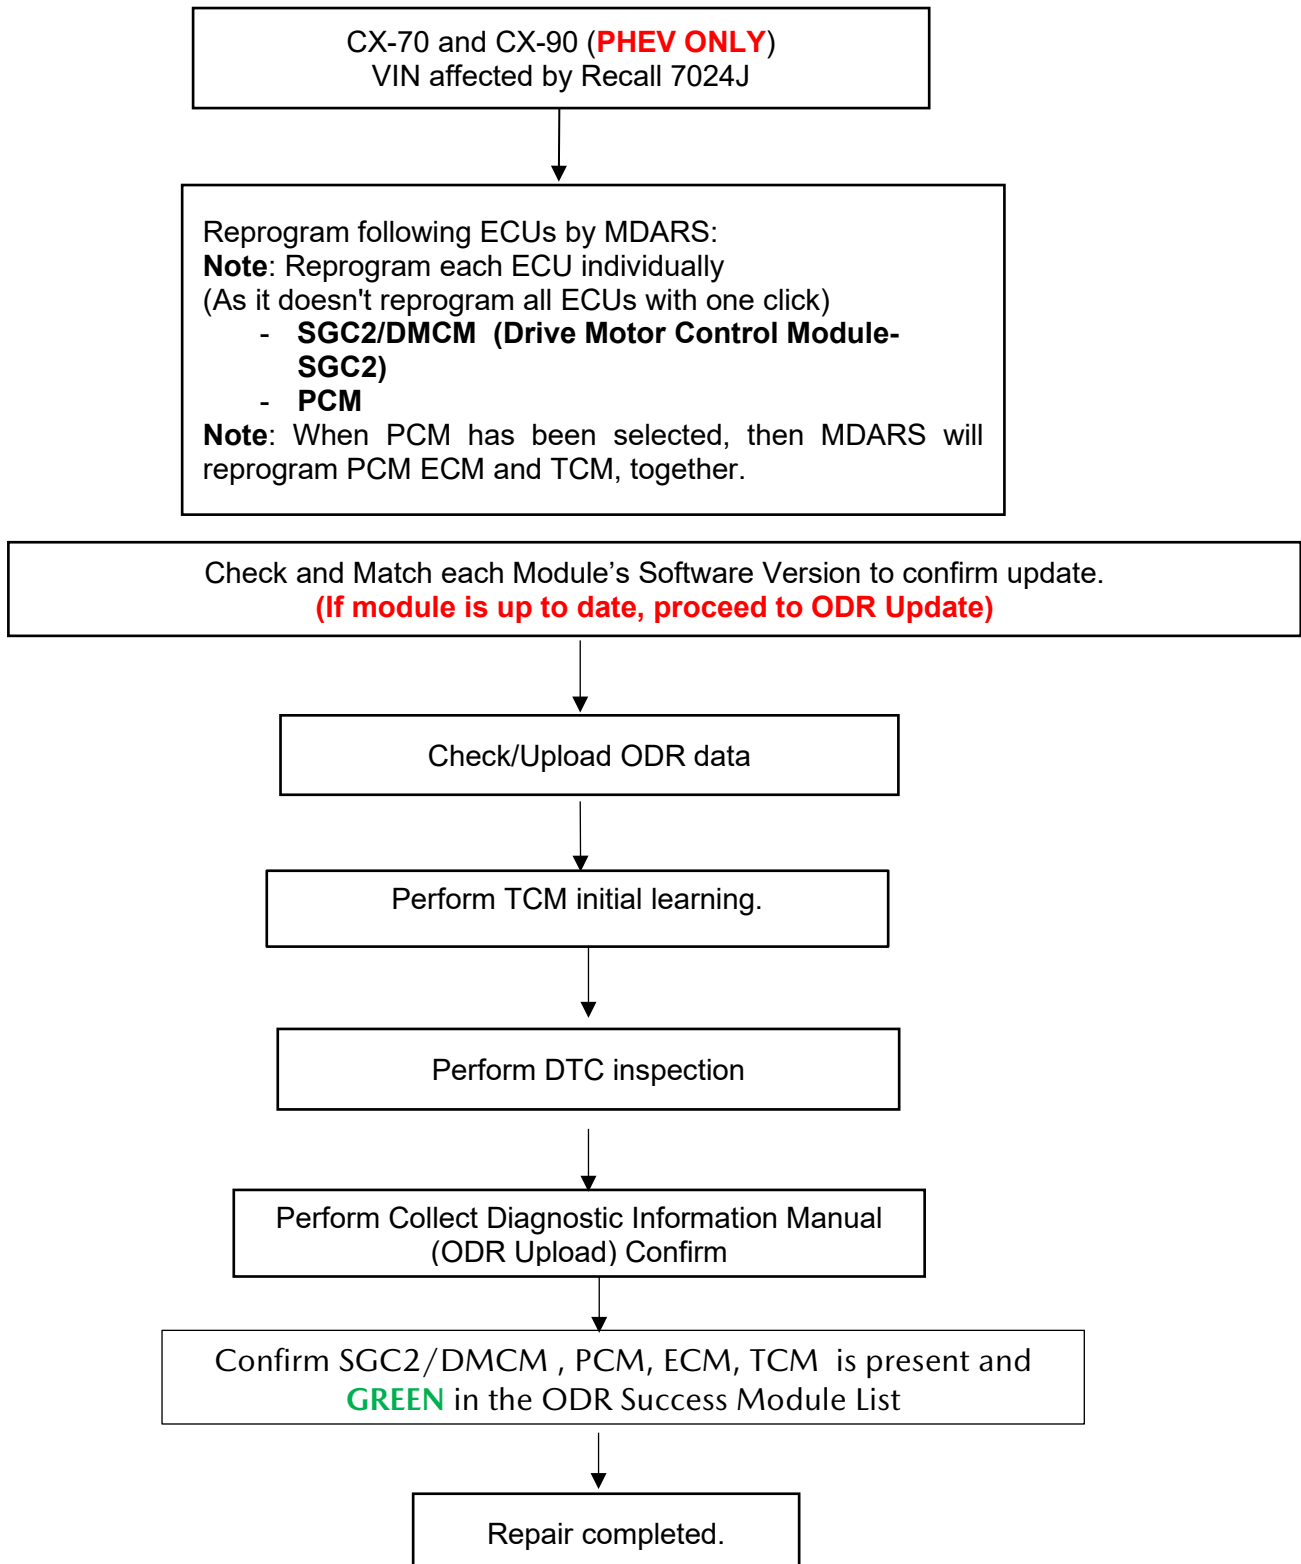 CX-70 and CX-90 (PHEV ONLY)
VIN affected by Recall 7024J
Reprogram following ECUs by MDARS:
Note: Reprogram each ECU individually
(As it doesn't reprogram all ECUs with one click)
- SGC2/DMCM (Drive Motor Control Module-
SGC2)
- PCM
Note: When PCM has been selected, then MDARS will
reprogram PCM ECM and TCM, together.
Check and Match each Module’s Software Version to confirm update.
(If module is up to date, proceed to ODR Update)
Check/Upload ODR data
Perform TCM initial learning.
Perform DTC inspection
Perform Collect Diagnostic Information Manual
(ODR Upload) Confirm
Confirm SGC2/DMCM , PCM, ECM, TCM is present and
GREEN in the ODR Success Module List
Repair completed.